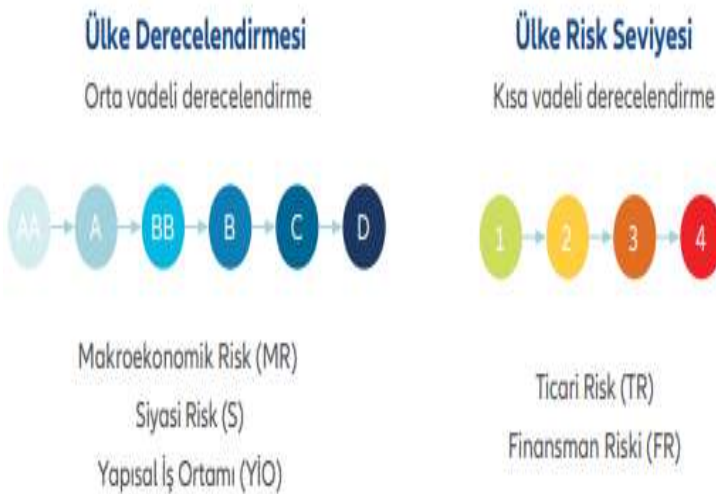 Ülke Derecelendirmesi
Orta vadeli derecelendirme
AA
A
BB
B
C
D
Makroekonomik Risk (MR)
Siyasi Risk (S)
Yapısal İş Ortamı (YİO)
Ülke Risk Seviyesi
Kısa vadeli derecelendirme
1
2
3
4
Ticari Risk (TR)
Finansman Riski (FR)